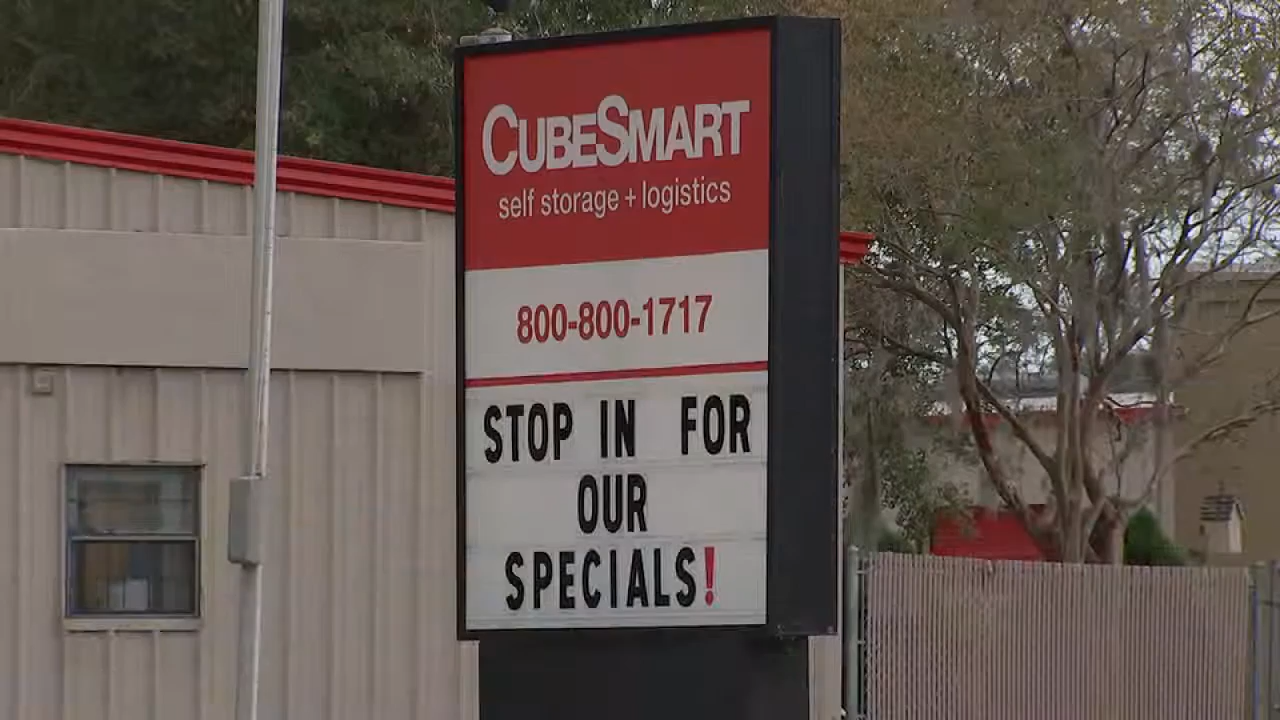 CUBESMART
self storage + logistics
800-800-1717
STOP IN FOR
OUR
SPECIALS!